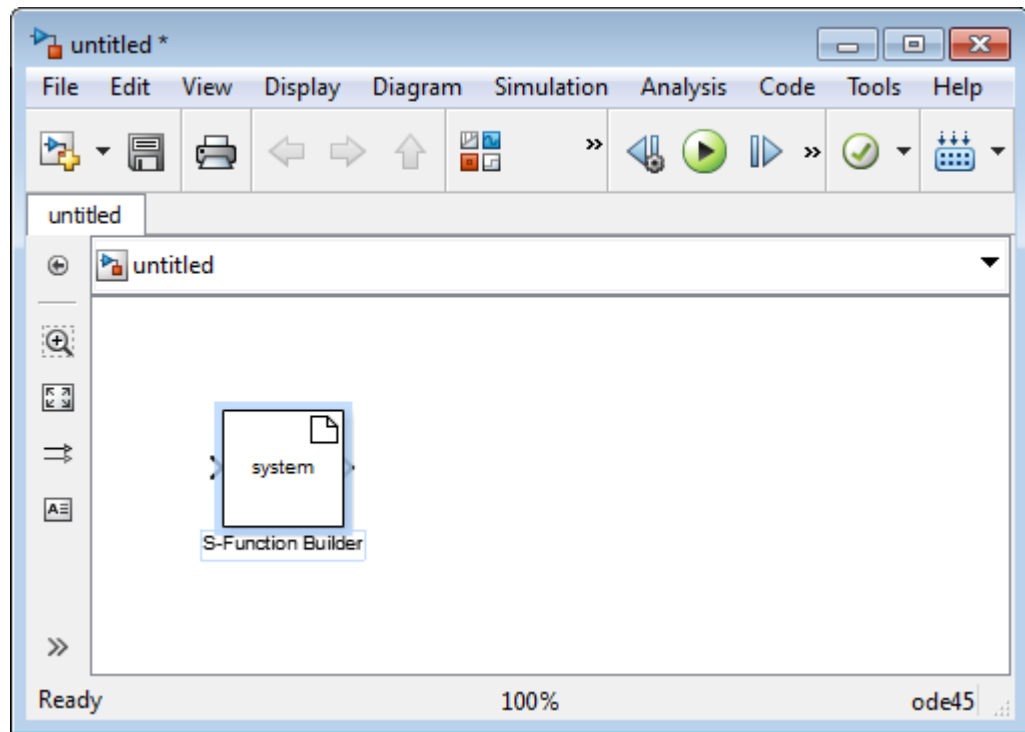 untitled *
File Edit View Display Diagram Simulation Analysis Code Tools Help
untitled
untitled
system
S-Function Builder
Ready 100% ode45